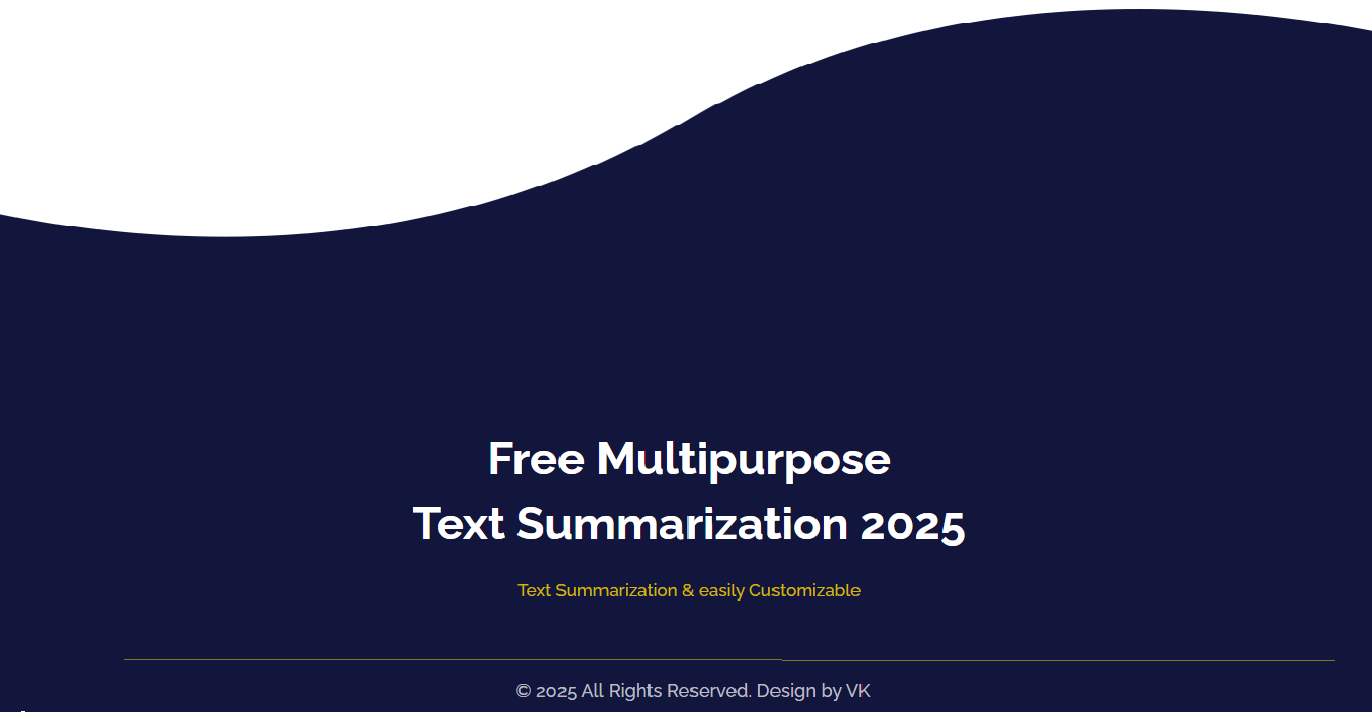 Free Multipurpose
Text Summarization 2025
Text Summarization & easily Customizable
© 2025 All Rights Reserved. Design by VK